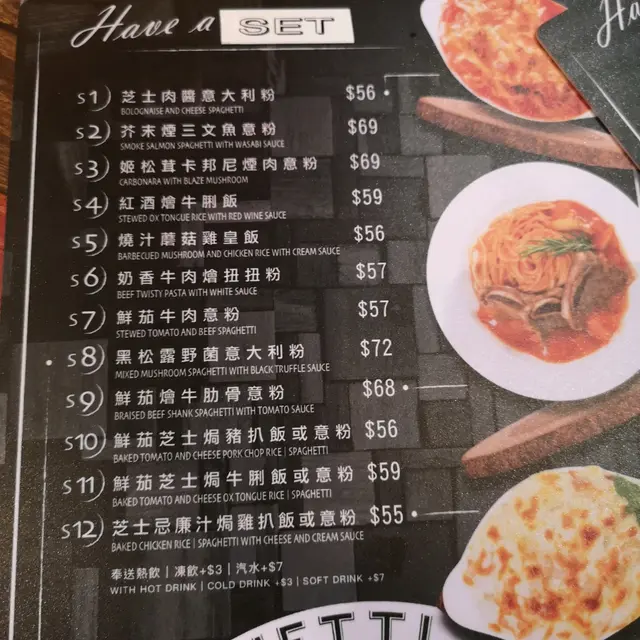 Have a SET
S1 芝士肉醬意大利粉 $56
BOLOGNAISE AND CHEESE SPAGHETTI
S2 芥末煙三文魚意粉 $69
SMOKE SALMON SPAGHETTI WITH WASABI SAUCE
S3 姬松茸卡邦尼煙肉意粉 $69
CARBONARA WITH BLAZE MUSHROOM
S4 紅酒燴牛脷飯 $59
STEWED OX TONGUE RICE WITH RED WINE SAUCE
S5 燒汁蘑菇雞皇飯 $56
BARBECUED MUSHROOM AND CHICKEN RICE WITH CREAM SAUCE
S6 奶香牛肉燴扭扭粉 $57
BEEF TWISTY PASTA WITH WHITE SAUCE
S7 鮮茄牛肉意粉 $57
STEWED TOMATO AND BEEF SPAGHETTI
S8 黑松露野菌意大利粉 $72
MIXED MUSHROOM SPAGHETTI WITH BLACK TRUFFLE SAUCE
S9 鮮茄燴牛肋骨意粉 $68
BRAISED BEEF SHANK SPAGHETTI WITH TOMATO SAUCE
S10 鮮茄芝士焗豬扒飯或意粉 $56
BAKED TOMATO AND CHEESE PORK CHOP RICE | SPAGHETTI
S11 鮮茄芝士焗牛脷飯或意粉 $59
BAKED TOMATO AND CHEESE OX TONGUE RICE | SPAGHETTI
S12 芝士忌廉汁焗雞扒飯或意粉 $55
BAKED CHICKEN RICE | SPAGHETTI WITH CHEESE AND CREAM SAUCE
奉送熱飲 | 凍飲+$3 | 汽水+$7
WITH HOT DRINK | COLD DRINK +$3 | SOFT DRINK +$7
Ha